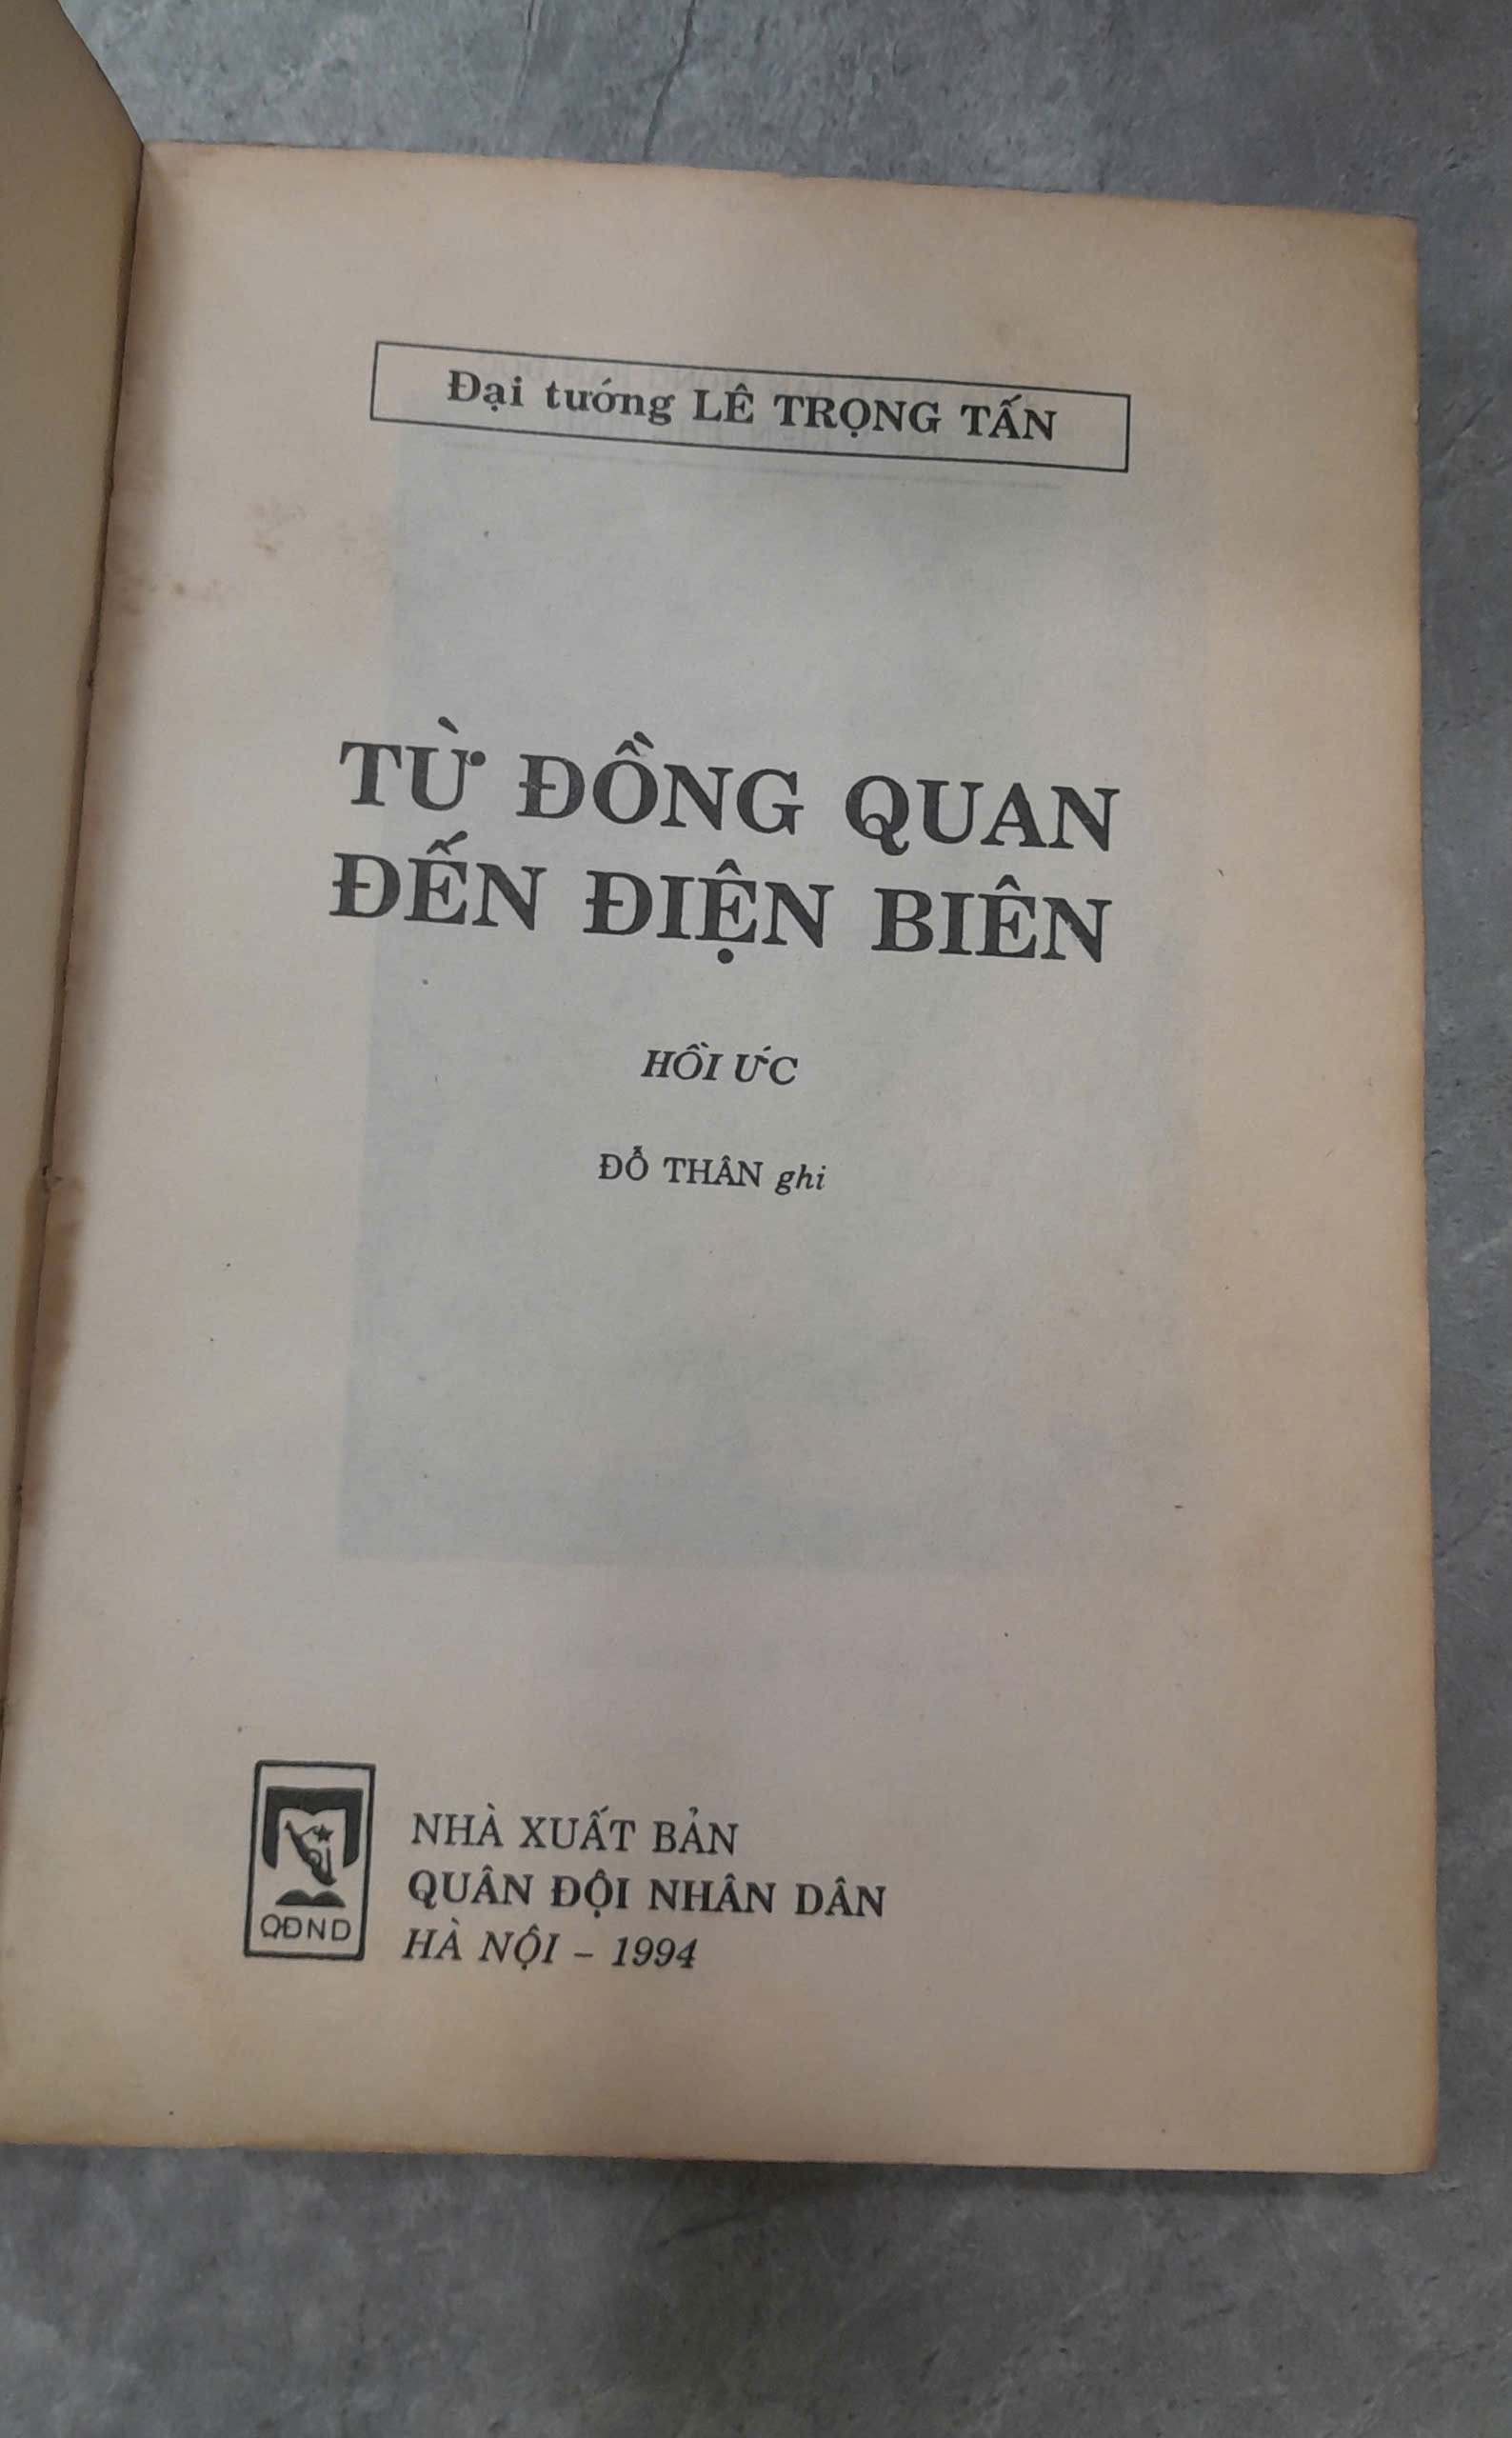 Đại tướng LÊ TRỌNG TẤN
TỪ ĐỒNG QUAN
ĐẾN ĐIỆN BIÊN
HỒI ỨC
ĐỖ THÂN ghi
NHÀ XUẤT BẢN
QUÂN ĐỘI NHÂN DÂN
HÀ NỘI - 1994
QĐND